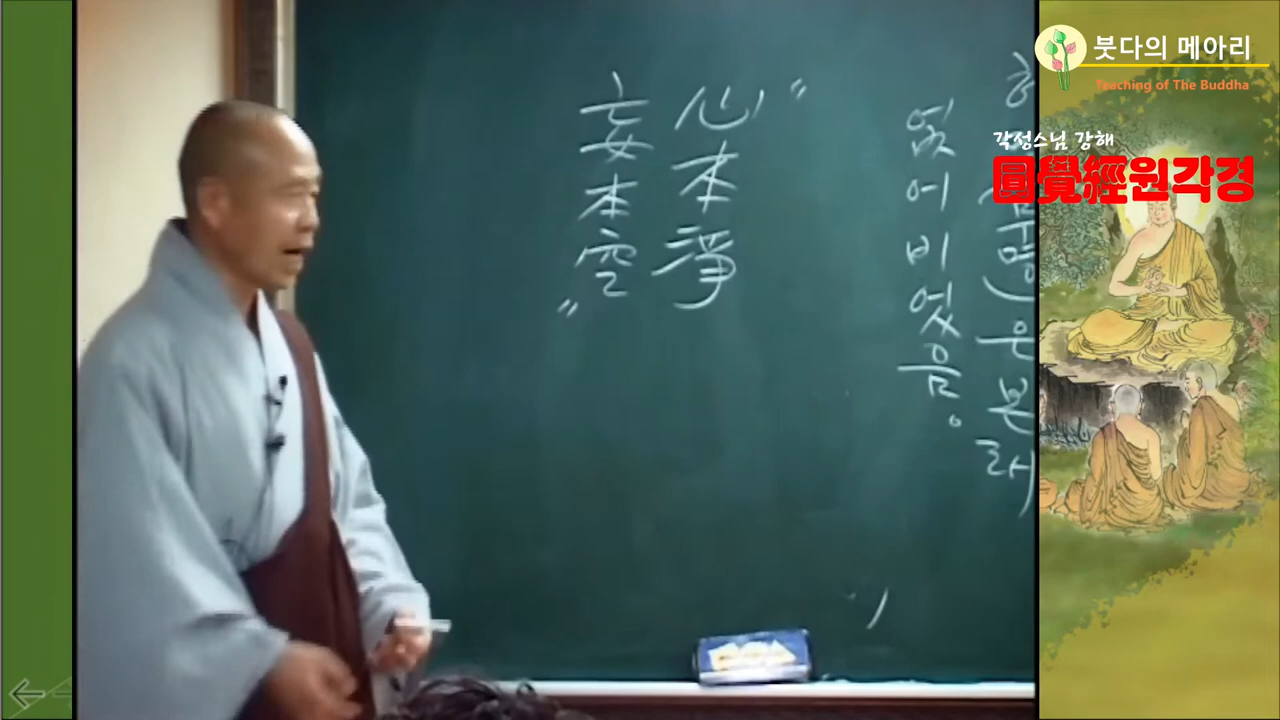 붓다의 메아리
Teaching of The Buddha
각성스님 강해
圓覺經원각경
"心本淨
妄本空"
은본래
없어비었음。